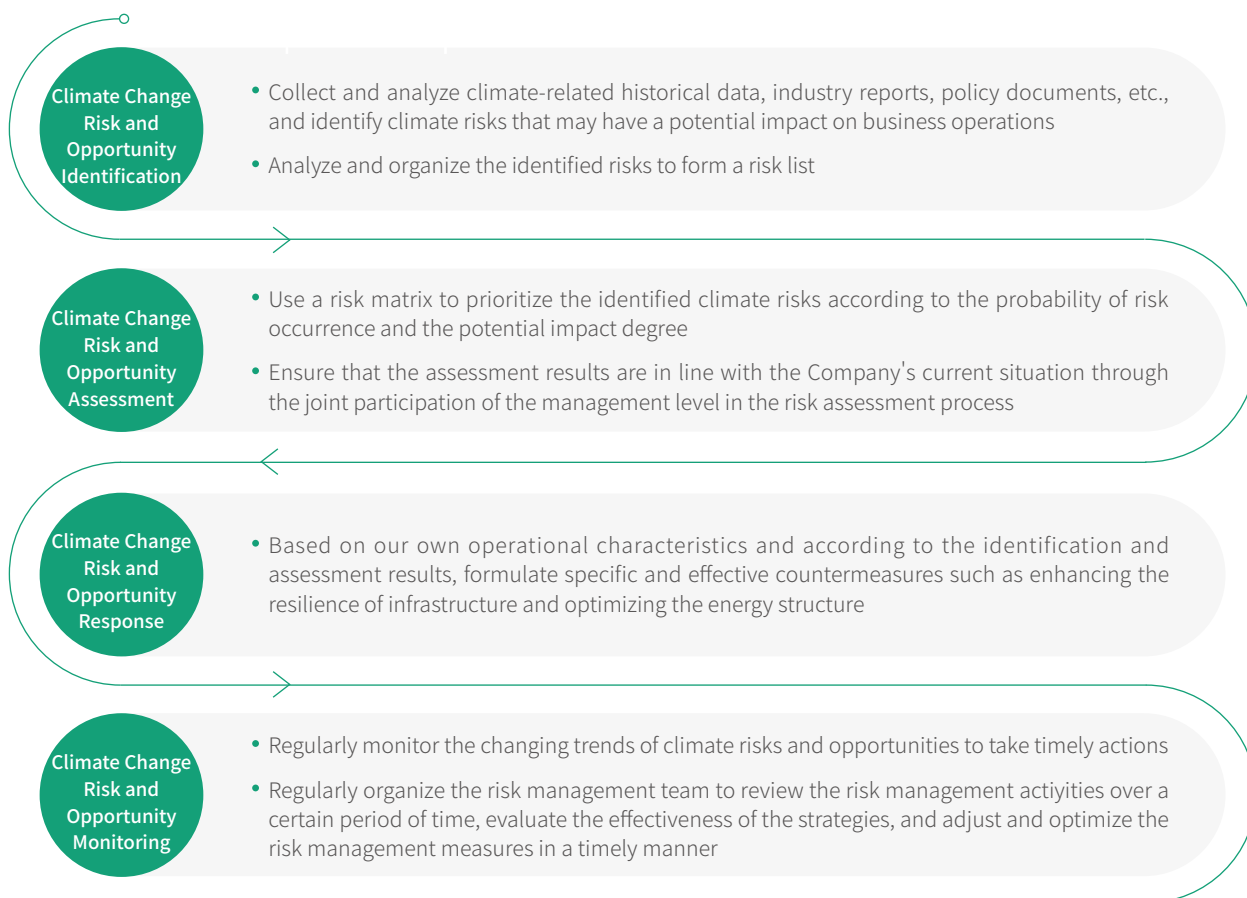 Climate Change
Risk and
Opportunity
Identification
• Collect and analyze climate-related historical data, industry reports, policy documents, etc.,
and identify climate risks that may have a potential impact on business operations
• Analyze and organize the identified risks to form a risk list
Climate Change
Risk and
Opportunity
Assessment
• Use a risk matrix to prioritize the identified climate risks according to the probability of risk
occurrence and the potential impact degree
• Ensure that the assessment results are in line with the Company's current situation through
the joint participation of the management level in the risk assessment process
Climate Change
Risk and
Opportunity
Response
• Based on our own operational characteristics and according to the identification and
assessment results, formulate specific and effective countermeasures such as enhancing the
resilience of infrastructure and optimizing the energy structure
Climate Change
Risk and
Opportunity
Monitoring
• Regularly monitor the changing trends of climate risks and opportunities to take timely actions
• Regularly organize the risk management team to review the risk management actiyities over a
certain period of time, evaluate the effectiveness of the strategies, and adjust and optimize the
risk management measures in a timely manner